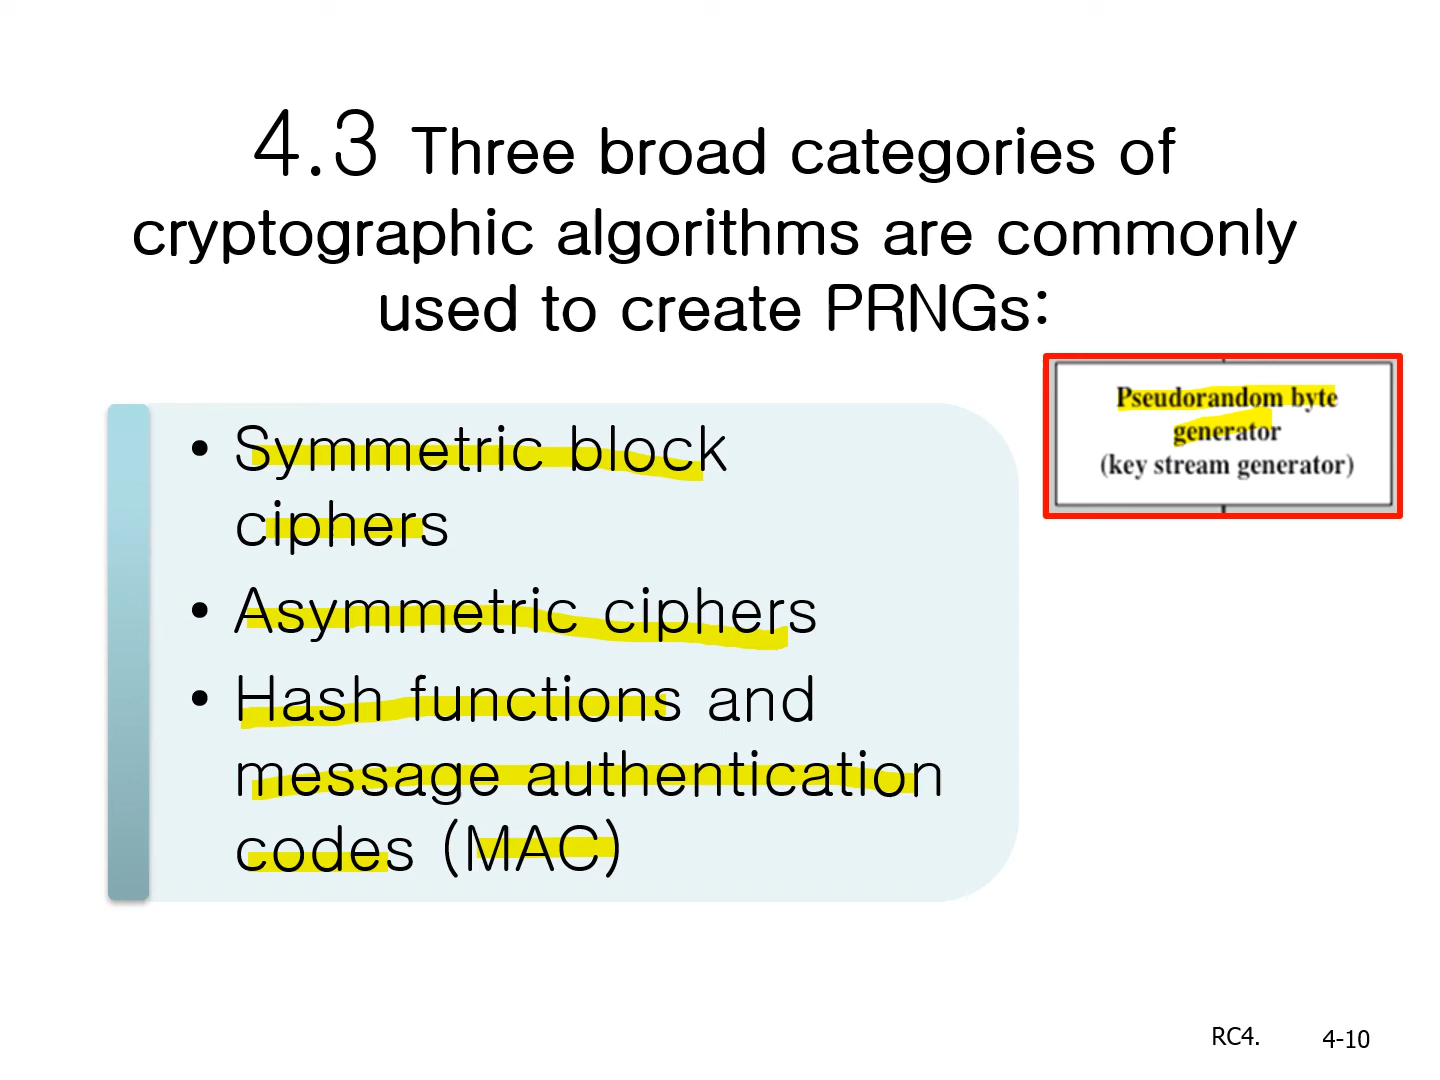 4.3 Three broad categories of
cryptographic algorithms are commonly
used to create PRNGs:
Pseudorandom byte
generator
(key stream generator)
• Symmetric block
ciphers
• Asymmetric ciphers
• Hash functions and
message authentication
codes (MAC)
RC4. 4-10